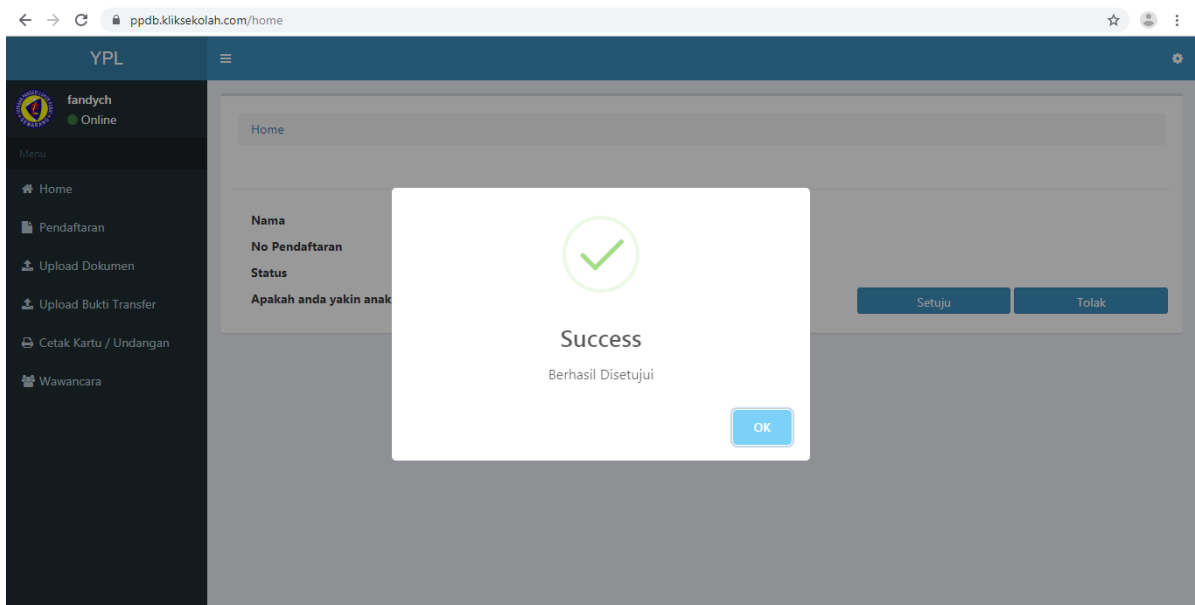 ppdb.kliksekolah.com/home
YPL
fandych
Online
Menu
Home
Pendaftaran
Upload Dokumen
Upload Bukti Transfer
Cetak Kartu / Undangan
Wawancara
Home
Nama
No Pendaftaran
Status
Apakah anda yakin anak
Setuju
Tolak
Success
Berhasil Disetujui
OK